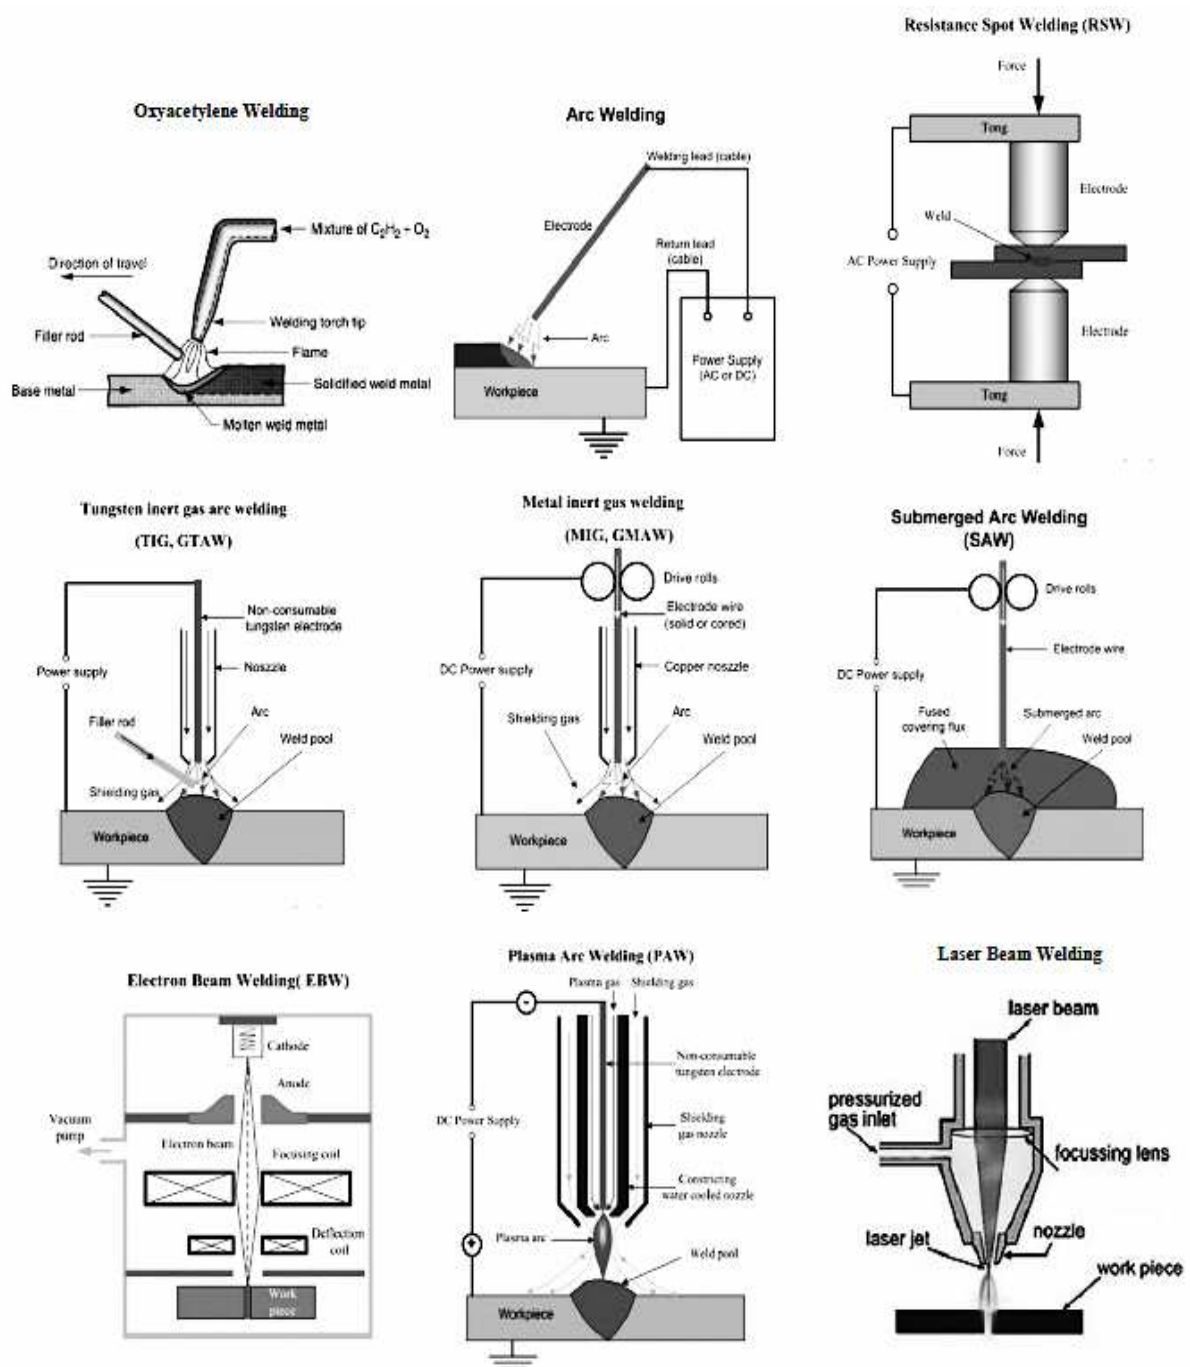 Resistance Spot Welding (RSW)
Force
Tong
Electrode
Weld
AC Power Supply
Electrode
Tong
Force
Oxyacetylene Welding
Mixture of C₂H₂ + O₂
Direction of travel
Welding torch tip
Filler rod
Flame
Solidified weld metal
Base metal
Molten weld metal
Arc Welding
Welding lead (cable)
Electrode
Return lead
(cable)
Arc
Power Supply
(AC or DC)
Workpiece
Tungsten inert gas arc welding
(TIG, GTAW)
Non-consumable
tungsten electrode
Noszzle
Power supply
Arc
Filler rod
Weld pool
Shielding gas
Workpiece
Metal inert gas welding
(MIG, GMAW)
Drive rolls
Electrode wire
(solid or cored)
DC Power supply
Copper noszzle
Shielding gas
Arc
Weld pool
Workpiece
Submerged Arc Welding
(SAW)
Drive rolls
Electrode wire
DC Power supply
Fused
covering flux
Submerged arc
Weld pool
Workpiece
Electron Beam Welding( EBW)
Cathode
Anode
Vacuum
pump
Electron beam
Focusing coil
Deflection
coil
Work
piece
Plasma Arc Welding (PAW)
Plasma gas
Shielding gas
-
Non-consumable
tungsten electrode
DC Power Supply
Shielding
gas nozzle
Constricting
water cooled nozzle
+
Plasma arc
Weld pool
Workpiece
Laser Beam Welding
laser beam
pressurized
gas inlet
focussing lens
laser jet
nozzle
work piece